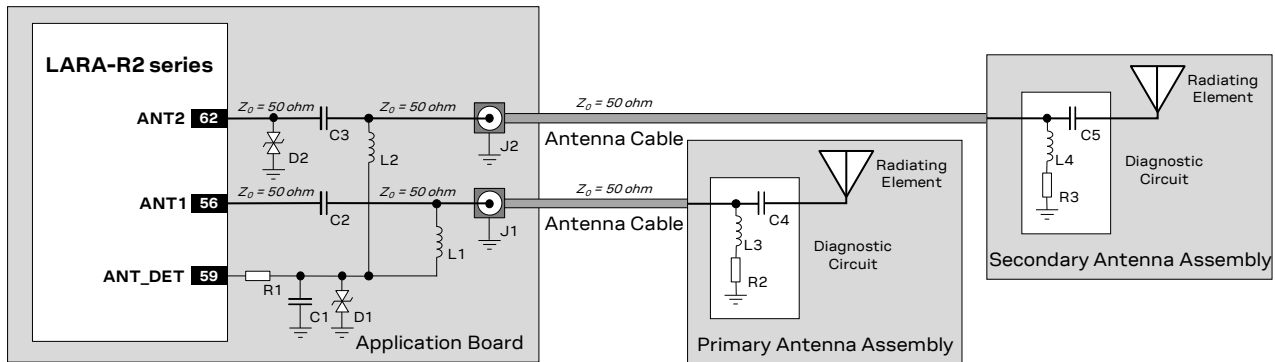 LARA-R2 series
ANT2 62
Z0 = 50 ohm
C3
Z0 = 50 ohm
D2
L2
J2
Z0 = 50 ohm
Antenna Cable
ANT1 56
Z0 = 50 ohm
C2
Z0 = 50 ohm
L1
J1
Z0 = 50 ohm
Antenna Cable
ANT_DET 59
R1
C1
D1
Application Board
C4
L3
R2
Radiating
Element
Diagnostic
Circuit
Primary Antenna Assembly
C5
L4
R3
Radiating
Element
Diagnostic
Circuit
Secondary Antenna Assembly